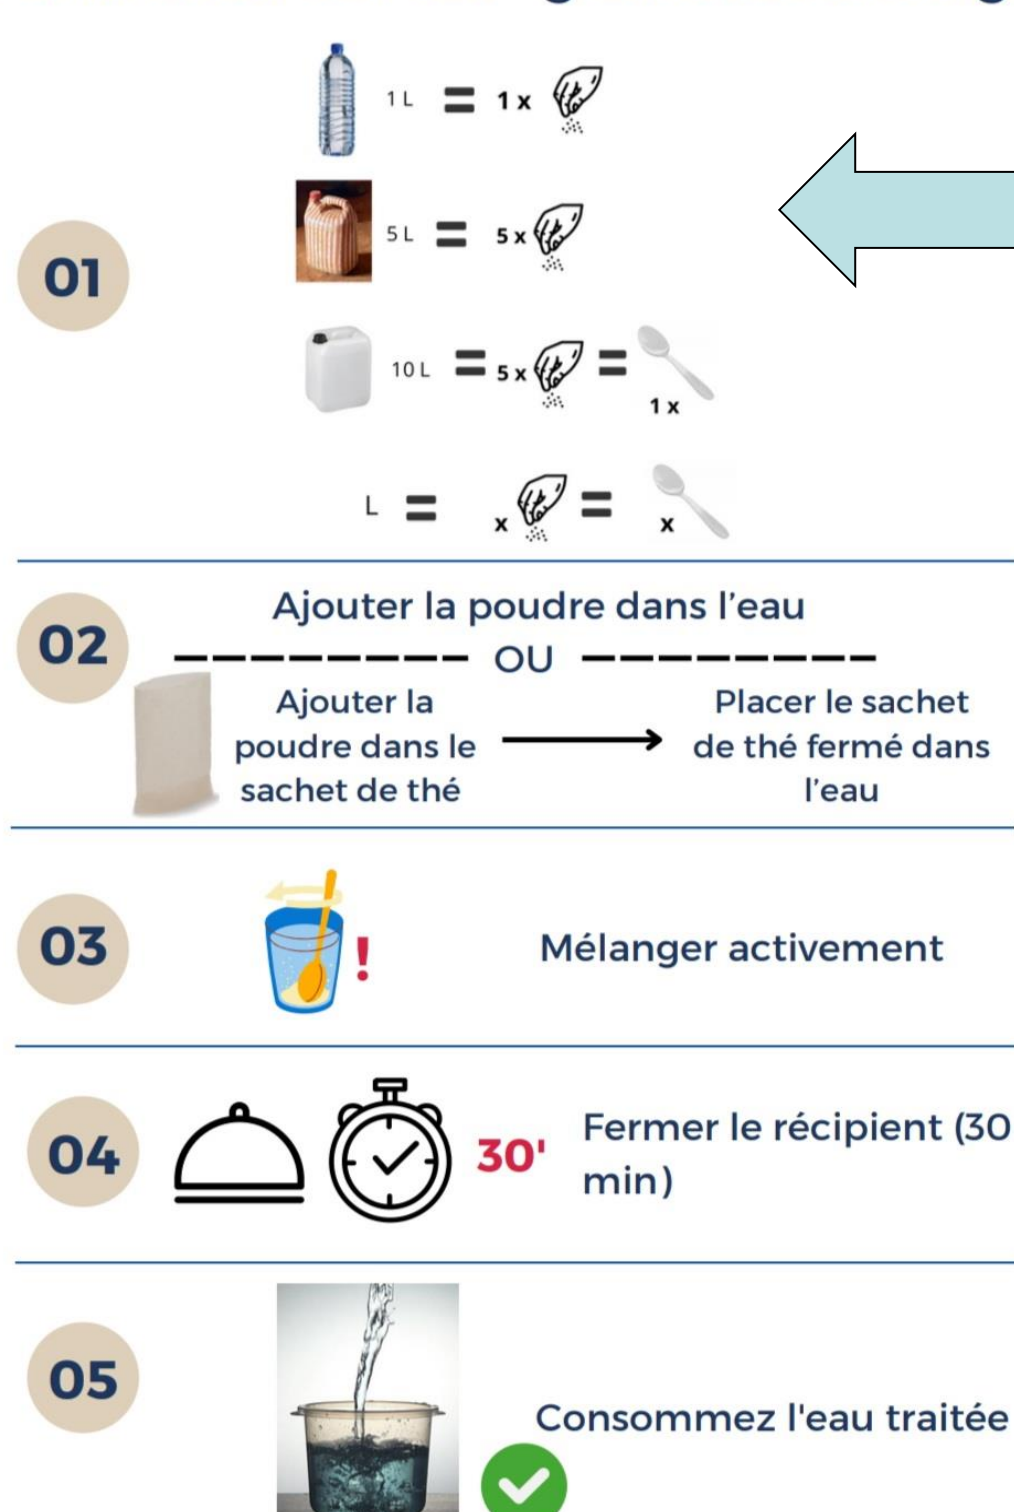 1 L = 1 x
5 L = 5 x
01
10 L = 5 x =
1 x
L = x = x
02
Ajouter la poudre dans l’eau
OU
Ajouter la
poudre dans le
sachet de thé
Placer le sachet
de thé fermé dans
l'eau
03
!
Mélanger activement
04
30'
Fermer le récipient (30
min)
05
Consommez l'eau traitée